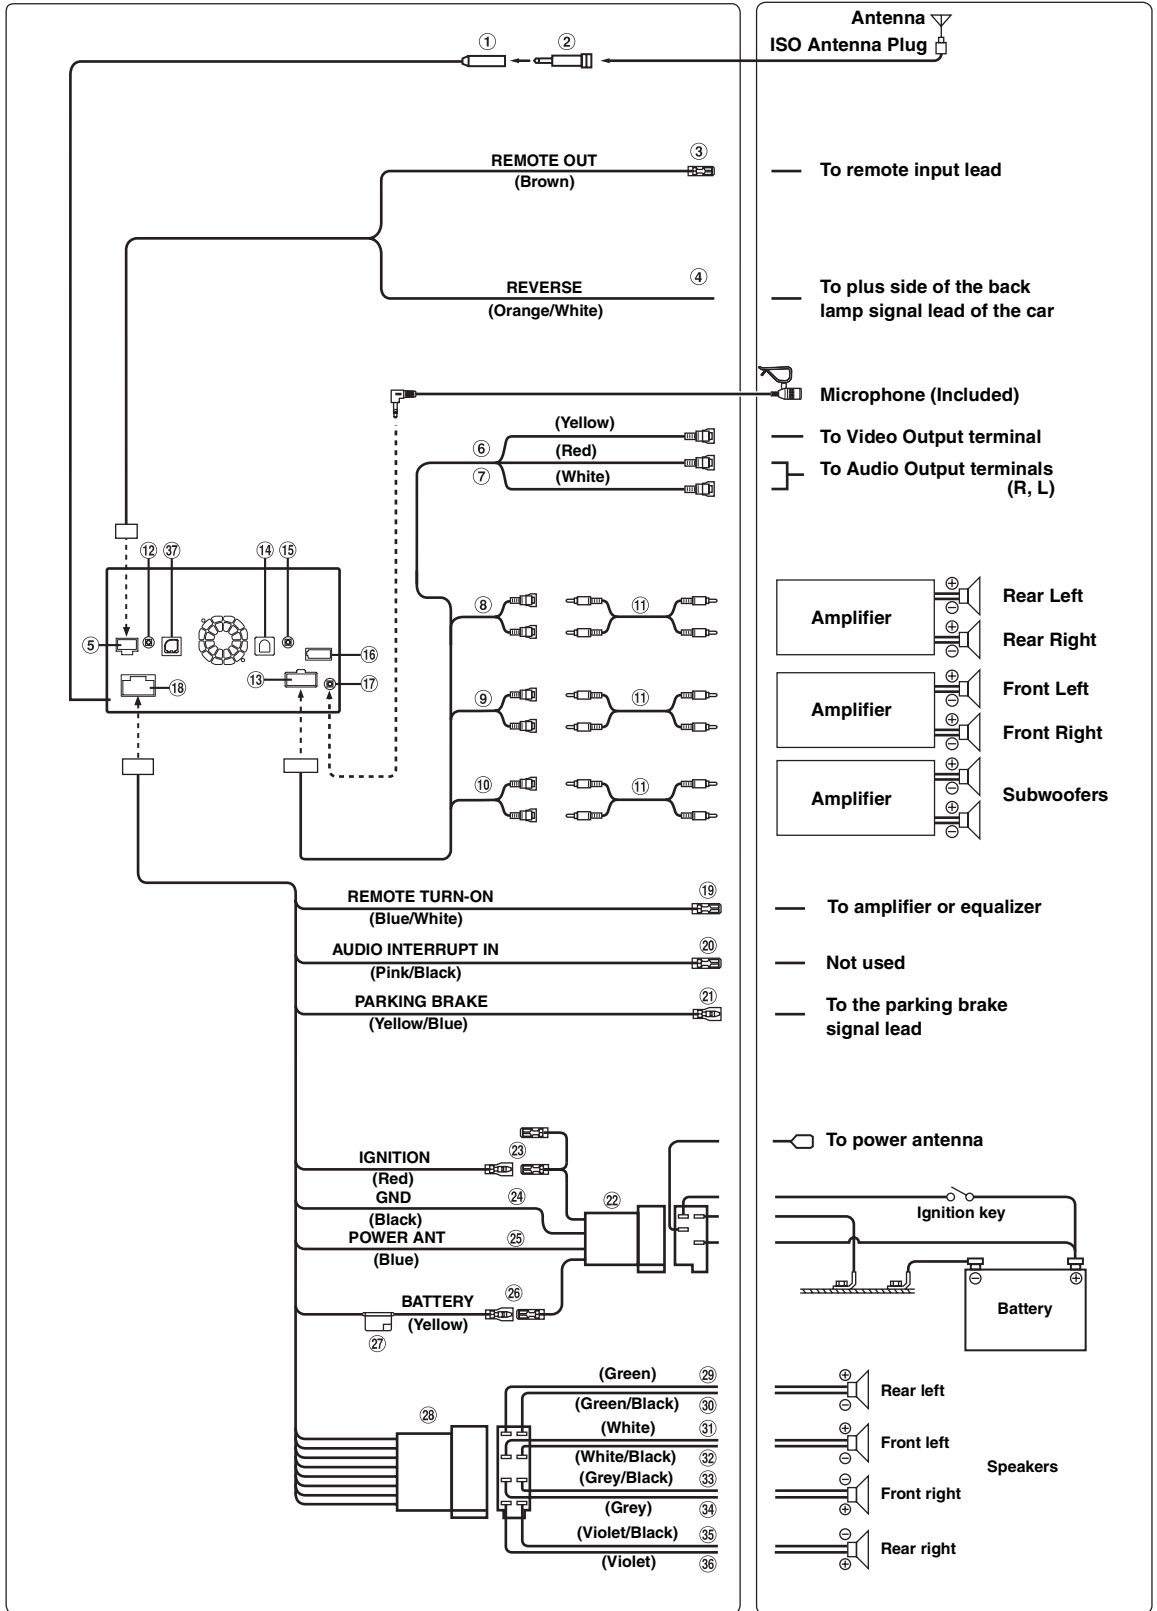 Antenna
ISO Antenna Plug
① ②
REMOTE OUT ③
(Brown)
To remote input lead
REVERSE ④
(Orange/White)
To plus side of the back
lamp signal lead of the car
Microphone (Included)
(Yellow)
⑥
(Red)
⑦
(White)
To Video Output terminal
To Audio Output terminals
(R, L)
⑫ ㊲ ⑭ ⑮
⑤ ⑯
⑱ ⑬ ⑰
⑧ ⑪
Amplifier
⊕
⊖
Rear Left
⊕
⊖
Rear Right
⑨ ⑪
Amplifier
⊕
⊖
Front Left
⊕
⊖
Front Right
⑩ ⑪
Amplifier
⊕
⊖
⊕
⊖
Subwoofers
REMOTE TURN-ON ⑲
(Blue/White)
To amplifier or equalizer
AUDIO INTERRUPT IN ⑳
(Pink/Black)
Not used
PARKING BRAKE ㉑
(Yellow/Blue)
To the parking brake
signal lead
To power antenna
IGNITION ㉓
(Red)
GND ㉔ ㉒
(Black)
POWER ANT ㉕
(Blue)
BATTERY ㉖
(Yellow)
㉗
Ignition key
⊖ ⊕
Battery
㉘
(Green) ㉙
(Green/Black) ㉚
⊕
⊖
Rear left
(White) ㉛
(White/Black) ㉜
⊕
⊖
Front left
Speakers
(Grey/Black) ㉝
(Grey) ㉞
⊖
⊕
Front right
(Violet/Black) ㉟
(Violet) ㊱
⊖
⊕
Rear right